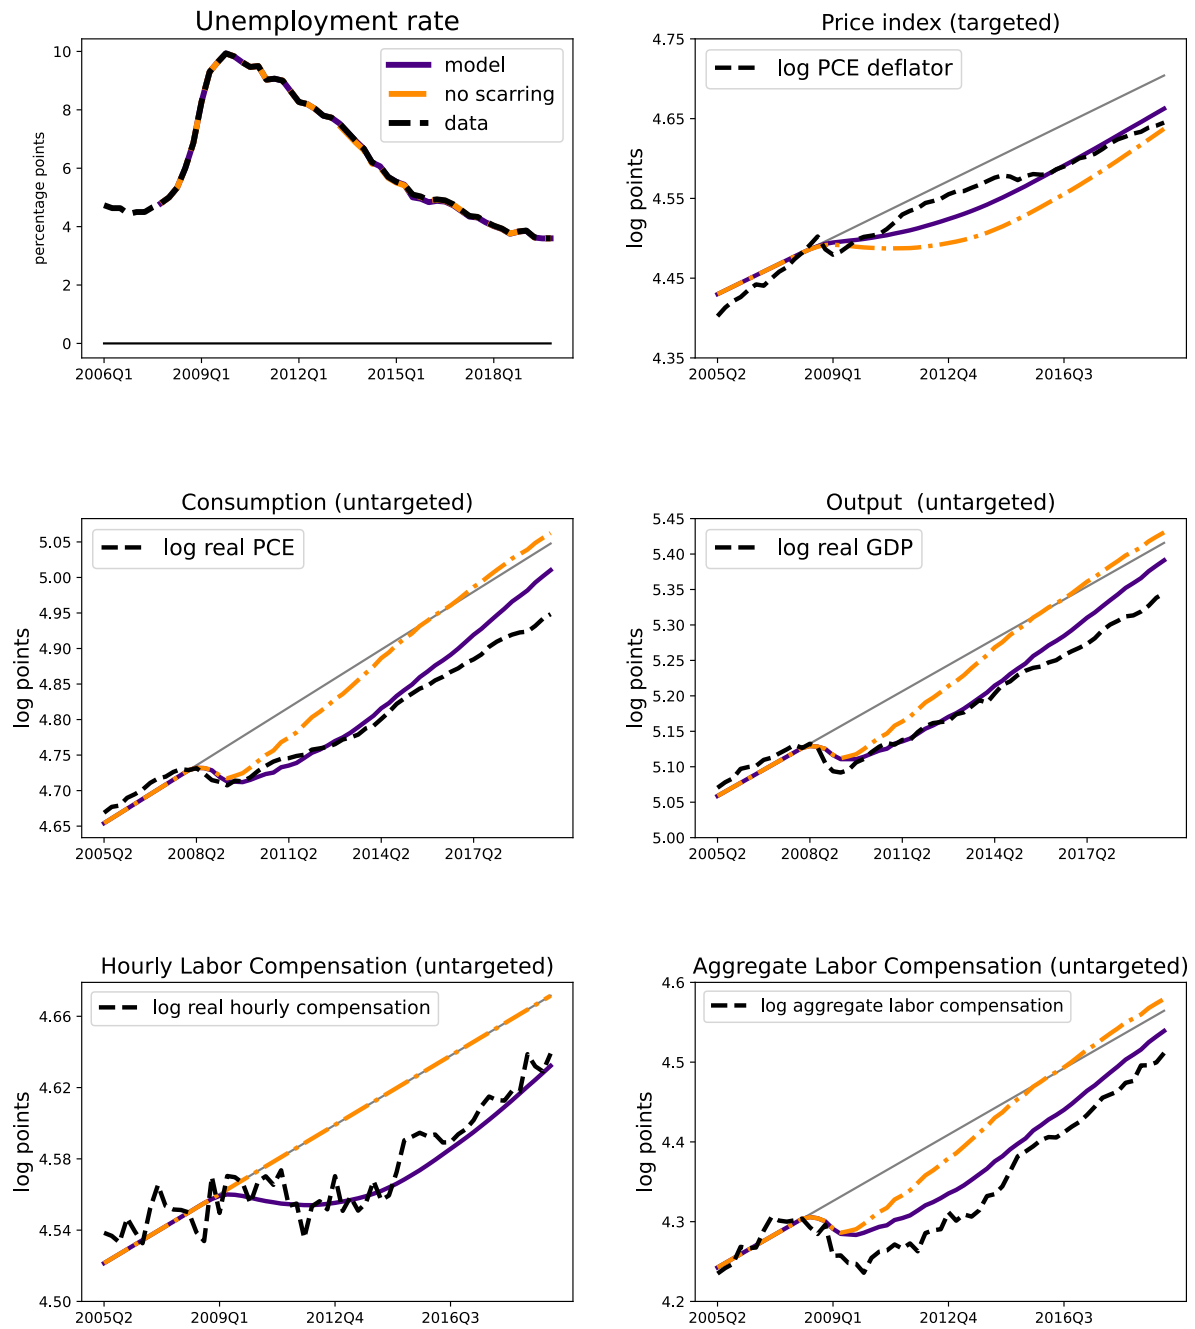 Unemployment rate
percentage points
10
8
6
4
2
0
model
no scarring
data
2006Q1 2009Q1 2012Q1 2015Q1 2018Q1
Price index (targeted)
log points
4.75
4.65
4.55
4.45
4.35
log PCE deflator
2005Q2 2009Q1 2012Q4 2016Q3
Consumption (untargeted)
log points
5.05
5.00
4.95
4.90
4.85
4.80
4.75
4.70
4.65
log real PCE
2005Q2 2008Q2 2011Q2 2014Q2 2017Q2
Output (untargeted)
log points
5.45
5.40
5.35
5.30
5.25
5.20
5.15
5.10
5.05
5.00
log real GDP
2005Q2 2008Q2 2011Q2 2014Q2 2017Q2
Hourly Labor Compensation (untargeted)
log points
4.66
4.62
4.58
4.54
4.50
log real hourly compensation
2005Q2 2009Q1 2012Q4 2016Q3
Aggregate Labor Compensation (untargeted)
log points
4.6
4.5
4.4
4.3
4.2
log aggregate labor compensation
2005Q2 2009Q1 2012Q4 2016Q3